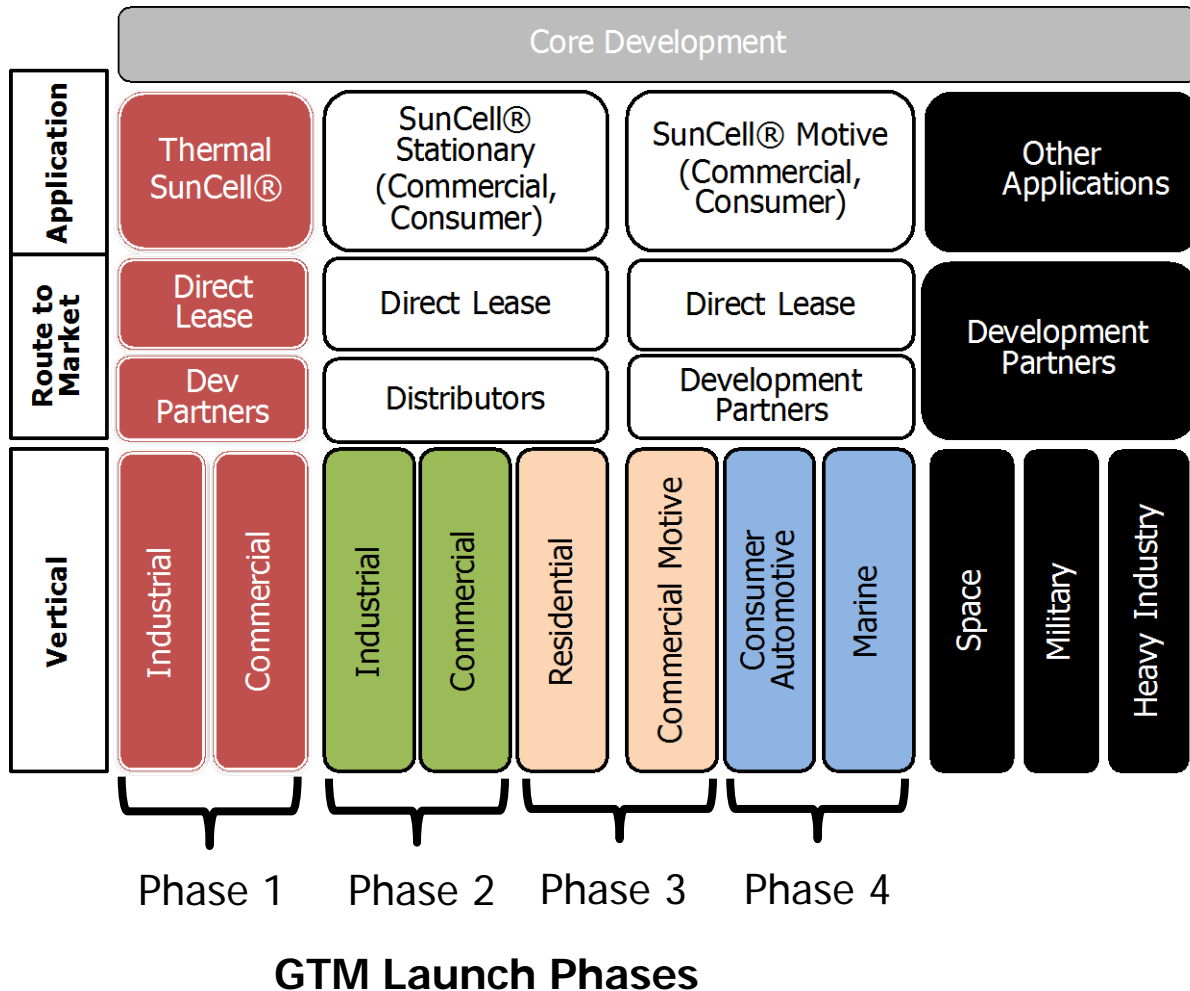 Core Development
Application
Thermal
SunCell®
SunCell®
Stationary
(Commercial,
Consumer)
SunCell® Motive
(Commercial,
Consumer)
Other
Applications
Route to
Market
Direct
Lease
Direct Lease
Direct Lease
Development
Partners
Dev
Partners
Distributors
Development
Partners
Vertical
Industrial
Commercial
Industrial
Commercial
Residential
Commercial Motive
Consumer
Automotive
Marine
Space
Military
Heavy Industry
Phase 1
Phase 2
Phase 3
Phase 4
GTM Launch Phases